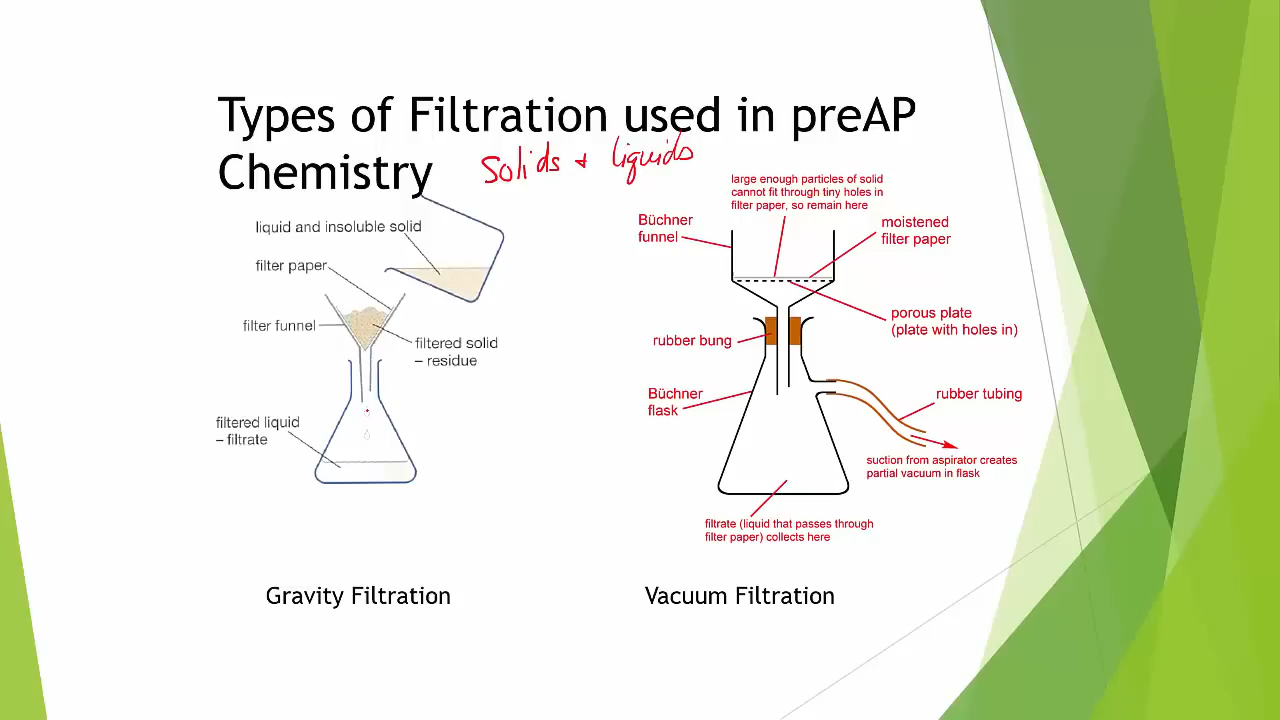 Types of Filtration used in preAP
Chemistry
Solids + liquids
liquid and insoluble solid
filter paper
filter funnel
filtered solid
– residue
filtered liquid
– filtrate
Gravity Filtration
large enough particles of solid
cannot fit through tiny holes in
filter paper, so remain here
Büchner
funnel
moistened
filter paper
porous plate
(plate with holes in)
rubber bung
Büchner
flask
rubber tubing
suction from aspirator creates
partial vacuum in flask
filtrate (liquid that passes through
filter paper) collects here
Vacuum Filtration